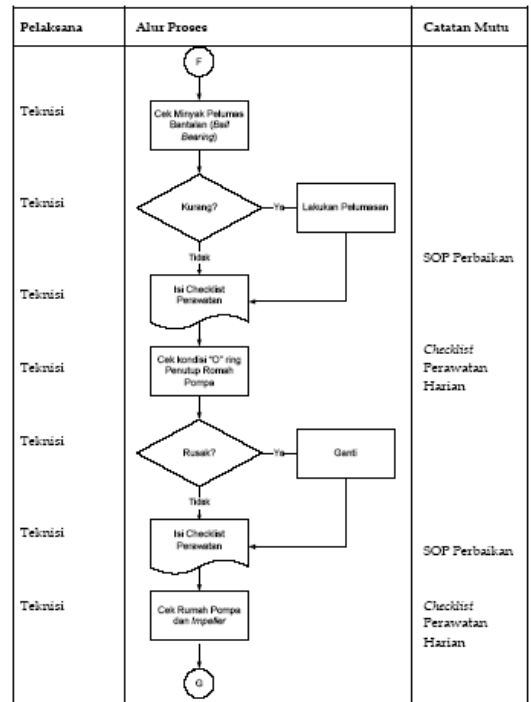 Pelaksana
Alur Proses
Catatan Mutu
F
Teknisi
Cek Minyak Pelumas
Bantalan (Ball
Bearing)
Teknisi
Kurang?
Ya
Lakukan Pelumasan
Tidak
SOP Perbaikan
Teknisi
Isi Checklist
Perawatan
Teknisi
Cek kondisi "O" ring
Penutup Romah
Pompa
Checklist
Perawatan
Harian
Teknisi
Rusak?
Ya
Ganti
Tidak
Teknisi
Isi Checklist
Perawatan
SOP Perbaikan
Teknisi
Cek Rumah Pompa
dan Impeller
Checklist
Perawatan
Harian
G